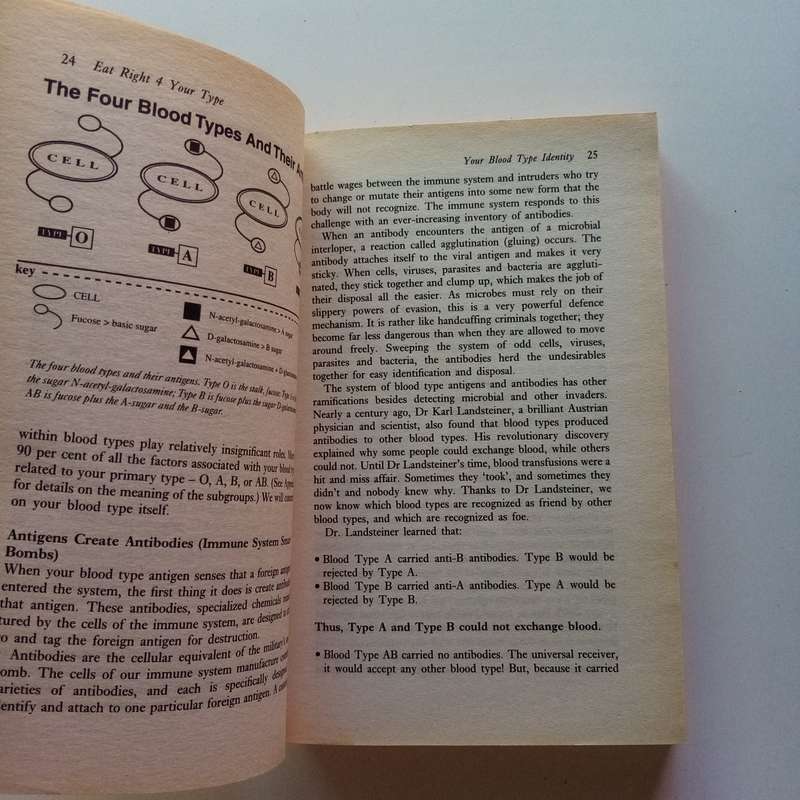 24 Eat Right 4 Your Type
The Four Blood Types And Their
CELL
CELL
CELL
TYPE O
TYPE A
TYPE B
key
CELL
Fucose > basic sugar
N-acetyl-galactosamine > A sugar
D-galactosamine > B sugar
N-acetyl-galactosamine +
The four blood types and their antigens. Type O is the stalk, fucose;
the sugar N-acetyl-galactosamine; Type B is fucose plus the sugar
AB is fucose plus the A-sugar and the B-sugar.
within blood types play relatively insignificant roles.
90 per cent of all the factors associated with your blood
related to your primary type – O, A, B, or AB. (See
for details on the meaning of the subgroups.) We will
on your blood type itself.
Antigens Create Antibodies (Immune System
Bombs)
When your blood type antigen senses that a foreign
entered the system, the first thing it does is create
that antigen. These antibodies, specialized chemicals
tured by the cells of the immune system, are designed to
to and tag the foreign antigen for destruction.
Antibodies are the cellular equivalent of the military's
omb. The cells of our immune system manufacture
arieties of antibodies, and each is specifically
dentify and attach to one particular foreign antigen. A
Your Blood Type Identity 25
battle wages between the immune system and intruders who try
to change or mutate their antigens into some new form that the
body will not recognize. The immune system responds to this
challenge with an ever-increasing inventory of antibodies.
When an antibody encounters the antigen of a microbial
interloper, a reaction called agglutination (gluing) occurs. The
antibody attaches itself to the viral antigen and makes it very
sticky. When cells, viruses, parasites and bacteria are aggluti-
nated, they stick together and clump up, which makes the job of
their disposal all the easier. As microbes must rely on their
slippery powers of evasion, this is a very powerful defence
mechanism. It is rather like handcuffing criminals together; they
become far less dangerous than when they are allowed to move
around freely. Sweeping the system of odd cells, viruses,
parasites and bacteria, the antibodies herd the undesirables
together for easy identification and disposal.
The system of blood type antigens and antibodies has other
ramifications besides detecting microbial and other invaders.
Nearly a century ago, Dr Karl Landsteiner, a brilliant Austrian
physician and scientist, also found that blood types produced
antibodies to other blood types. His revolutionary discovery
explained why some people could exchange blood, while others
could not. Until Dr Landsteiner's time, blood transfusions were a
hit and miss affair. Sometimes they 'took', and sometimes they
didn't and nobody knew why. Thanks to Dr Landsteiner, we
now know which blood types are recognized as friend by other
blood types, and which are recognized as foe.
Dr. Landsteiner learned that:
• Blood Type A carried anti-B antibodies. Type B would be
rejected by Type A.
• Blood Type B carried anti-A antibodies. Type A would be
rejected by Type B.
Thus, Type A and Type B could not exchange blood.
• Blood Type AB carried no antibodies. The universal receiver,
it would accept any other blood type! But, because it carried